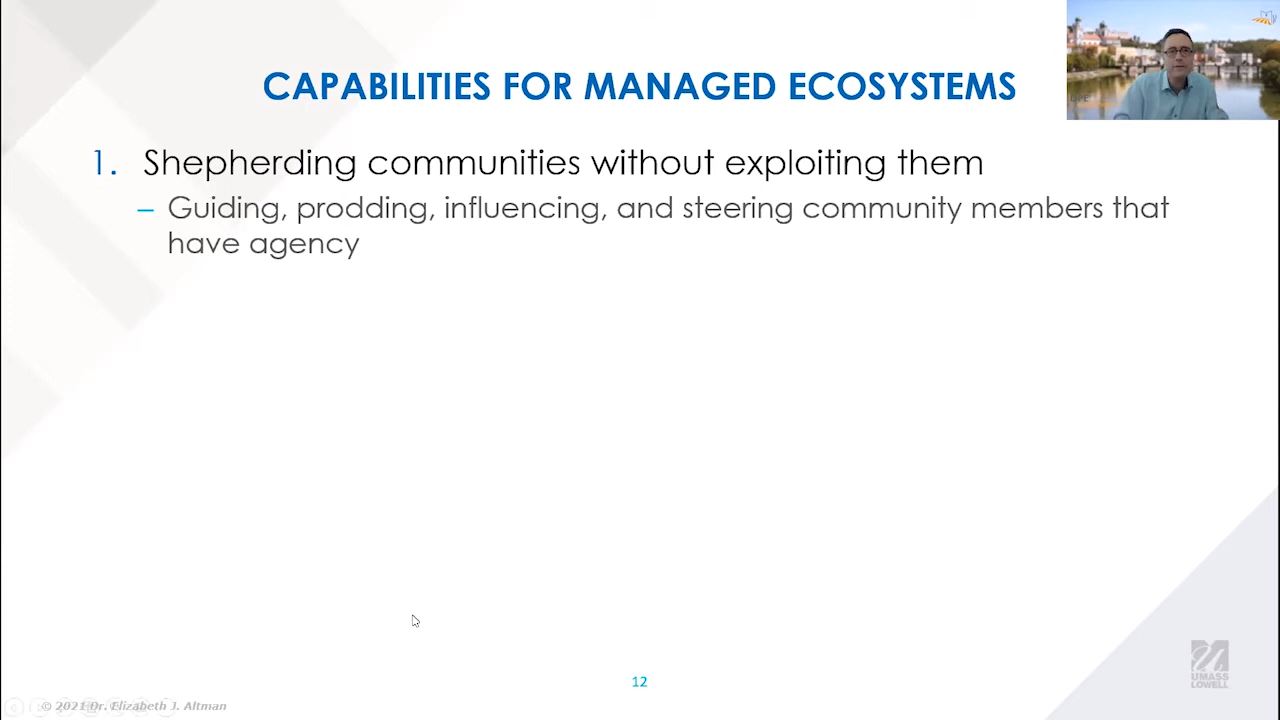 CAPABILITIES FOR MANAGED ECOSYSTEMS
1. Shepherding communities without exploiting them
– Guiding, prodding, influencing, and steering community members that
have agency
12
UMASS
LOWELL
© 2021 Dr. Elizabeth J. Altman